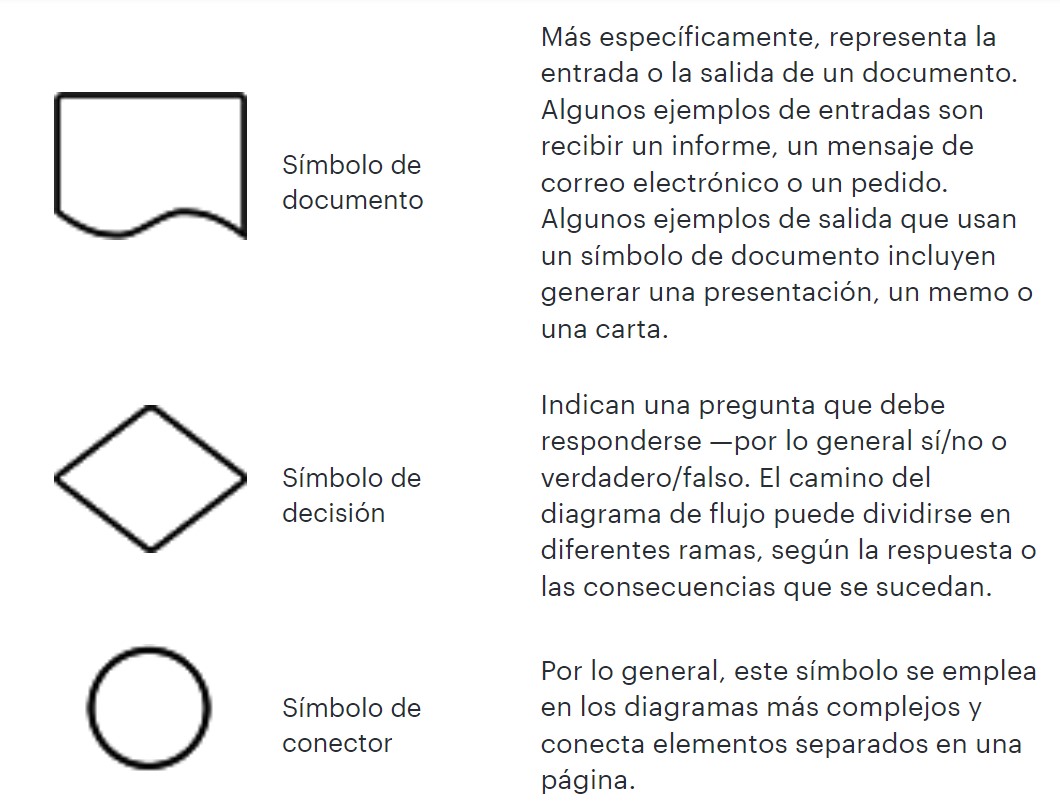 Símbolo de
documento
Más específicamente, representa la
entrada o la salida de un documento.
Algunos ejemplos de entradas son
recibir un informe, un mensaje de
correo electrónico o un pedido.
Algunos ejemplos de salida que usan
un símbolo de documento incluyen
generar una presentación, un memo o
una carta.
Símbolo de
decisión
Indican una pregunta que debe
responderse —por lo general sí/no o
verdadero/falso. El camino del
diagrama de flujo puede dividirse en
diferentes ramas, según la respuesta o
las consecuencias que se sucedan.
Símbolo de
conector
Por lo general, este símbolo se emplea
en los diagramas más complejos y
conecta elementos separados en una
página.